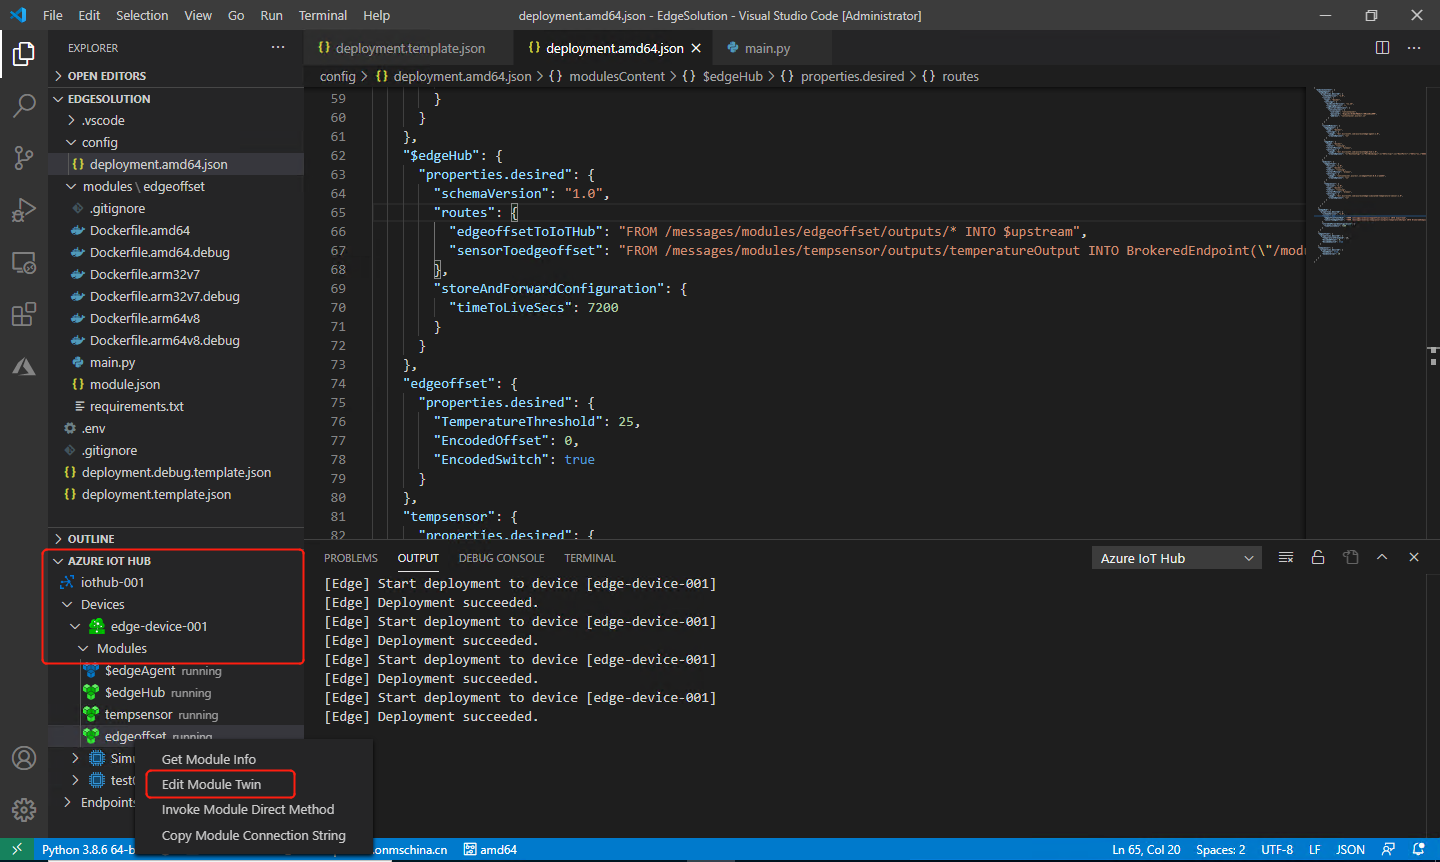 File Edit Selection View Go Run Terminal Help deployment.amd64.json - EdgeSolution - Visual Studio Code [Administrator]
EXPLORER
OPEN EDITORS
EDGESOLUTION
.vscode
config
{} deployment.amd64.json
modules \ edgeoffset
.gitignore
Dockerfile.amd64
Dockerfile.amd64.debug
Dockerfile.arm32v7
Dockerfile.arm32v7.debug
Dockerfile.arm64v8
Dockerfile.arm64v8.debug
main.py
{} module.json
requirements.txt
.env
.gitignore
{} deployment.debug.template.json
{} deployment.template.json
OUTLINE
AZURE IOT HUB
iothub-001
Devices
edge-device-001
Modules
$edgeAgent running
$edgeHub running
tempsensor running
edgeoffset running
Simu
test0
Endpoints
Get Module Info
Edit Module Twin
Invoke Module Direct Method
Copy Module Connection String
{} deployment.template.json {} deployment.amd64.json main.py
config > {} deployment.amd64.json > {} modulesContent > {} $edgeHub > {} properties.desired > {} routes
59 }
60 }
61 },
62 "$edgeHub": {
63 "properties.desired": {
64 "schemaVersion": "1.0",
65 "routes": {
66 "edgeoffsetToIoTHub": "FROM /messages/modules/edgeoffset/outputs/* INTO $upstream",
67 "sensorToedgeoffset": "FROM /messages/modules/tempsensor/outputs/temperatureOutput INTO BrokeredEndpoint(\"/modu
68 },
69 "storeAndForwardConfiguration": {
70 "timeToLiveSecs": 7200
71 }
72 }
73 },
74 "edgeoffset": {
75 "properties.desired": {
76 "TemperatureThreshold": 25,
77 "EncodedOffset": 0,
78 "EncodedSwitch": true
79 }
80 },
81 "tempsensor": {
82 "properties.desired": {
PROBLEMS OUTPUT DEBUG CONSOLE TERMINAL Azure IoT Hub
[Edge] Start deployment to device [edge-device-001]
[Edge] Deployment succeeded.
[Edge] Start deployment to device [edge-device-001]
[Edge] Deployment succeeded.
[Edge] Start deployment to device [edge-device-001]
[Edge] Deployment succeeded.
[Edge] Start deployment to device [edge-device-001]
[Edge] Deployment succeeded.
Python 3.8.6 64-b .onmschina.cn amd64 Ln 65, Col 20 Spaces: 2 UTF-8 LF JSON